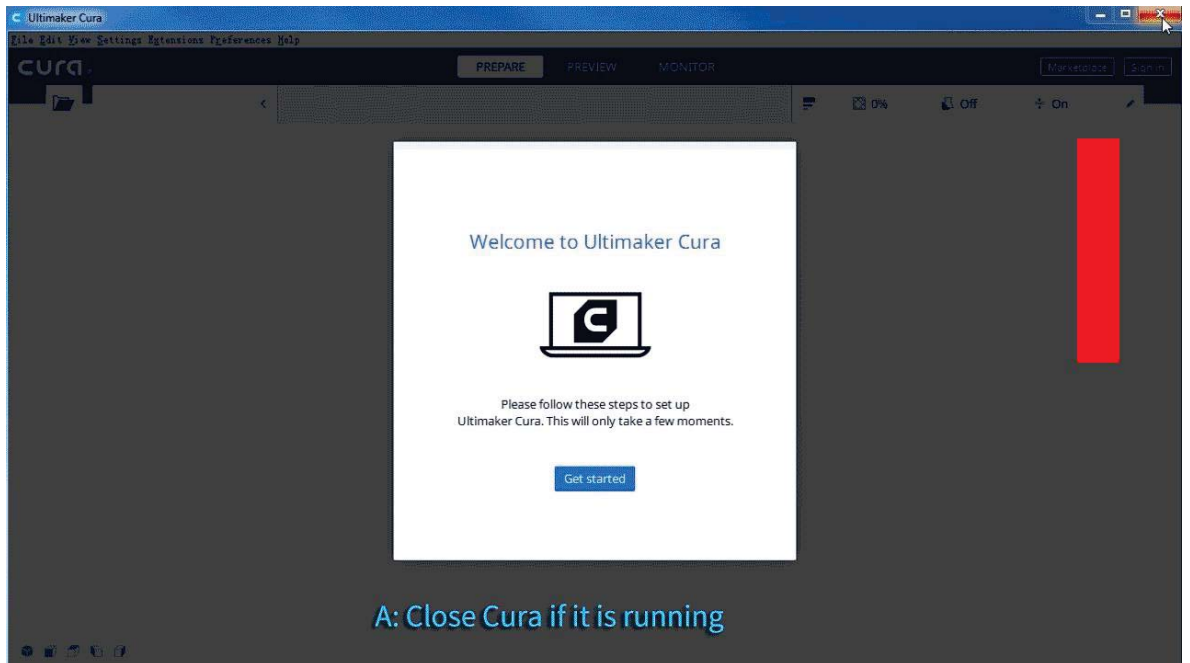 Ultimaker Cura
File Edit View Settings Extensions Preferences Help
cura
PREPARE PREVIEW MONITOR
Marketplace Sign in
0% Off On
Welcome to Ultimaker Cura
C
Please follow these steps to set up
Ultimaker Cura. This will only take a few moments.
Get started
A: Close Cura if it is running